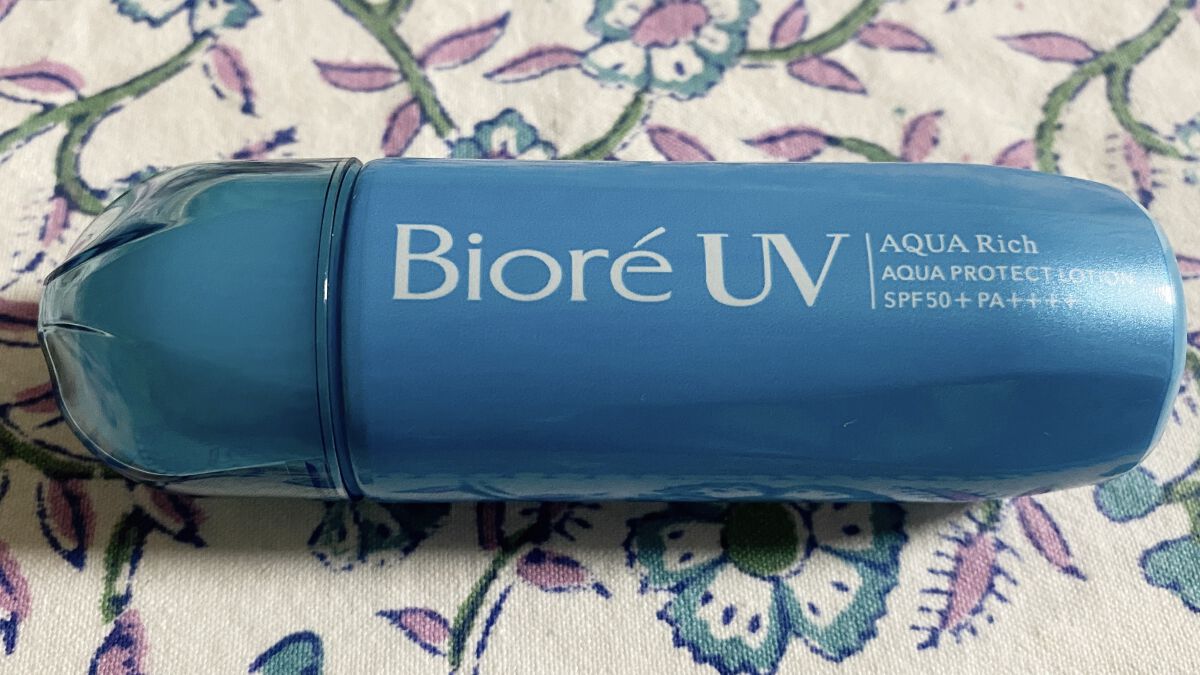 Bioré UV
AQUA Rich
AQUA PROTECT LOTION
SPF50+ PA++++